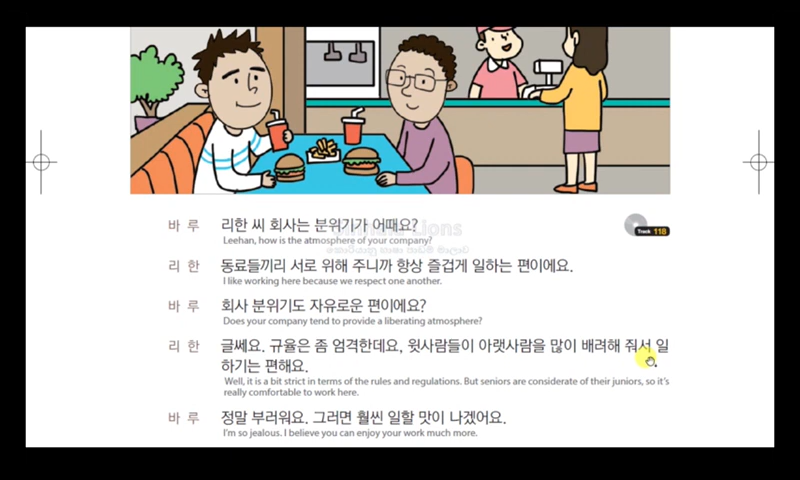 바 루 리한 씨 회사는 분위기가 어때요?
Leehan, how is the atmosphere of your company?
Track 118
리 한 동료들끼리 서로 위해 주니까 항상 즐겁게 일하는 편이에요.
I like working here because we respect one another.
바 루 회사 분위기도 자유로운 편이에요?
Does your company tend to provide a liberating atmosphere?
리 한 글쎄요. 규율은 좀 엄격한데요, 윗사람들이 아랫사람을 많이 배려해 줘서 일
하기는 편해요.
Well, it is a bit strict in terms of the rules and regulations. But seniors are considerate of their juniors, so it's
really comfortable to work here.
바 루 정말 부러워요. 그러면 훨씬 일할 맛이 나겠어요.
I'm so jealous. I believe you can enjoy your work much more.